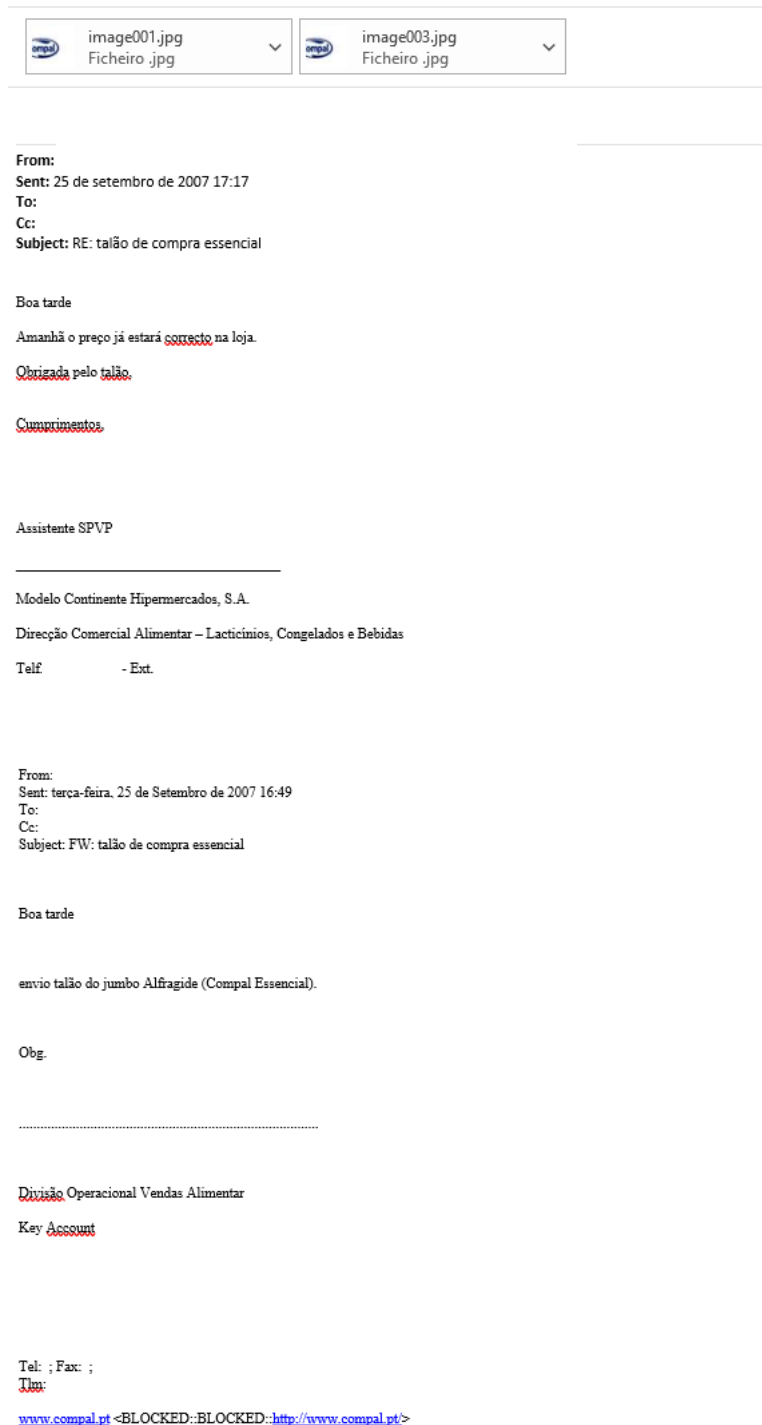 ompal
image001.jpg
Ficheiro .jpg
ompal
image003.jpg
Ficheiro .jpg
From:
Sent: 25 de setembro de 2007 17:17
To:
Cc:
Subject: RE: talão de compra essencial
Boa tarde
Amanhã o preço já estará correcto na loja.
Obrigada pelo talão.
Cumprimentos,
Assistente SPVP
Modelo Continente Hipermercados, S.A.
Direcção Comercial Alimentar – Lacticínios, Congelados e Bebidas
Telf. - Ext.
From:
Sent: terça-feira, 25 de Setembro de 2007 16:49
To:
Cc:
Subject: FW: talão de compra essencial
Boa tarde
envio talão do jumbo Alfragide (Compal Essencial).
Obg.
Divisão Operacional Vendas Alimentar
Key Account
Tel: ; Fax: ;
Tlm:
www.compal.pt <BLOCKED::BLOCKED::http://www.compal.pt/>